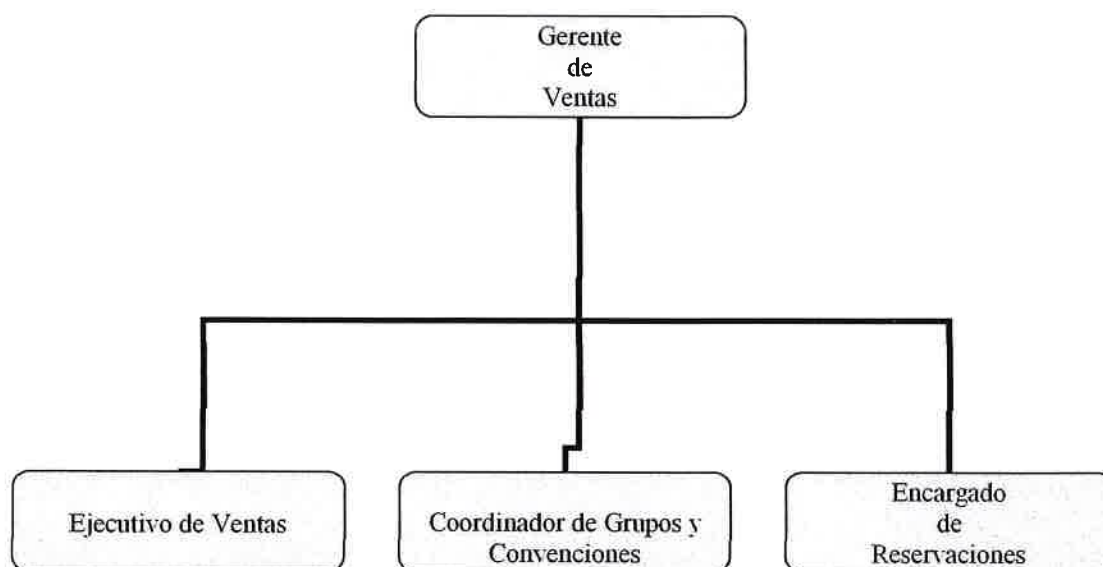 Gerente
de
Ventas
Ejecutivo de Ventas
Coordinador de Grupos y
Convenciones
Encargado
de
Reservaciones